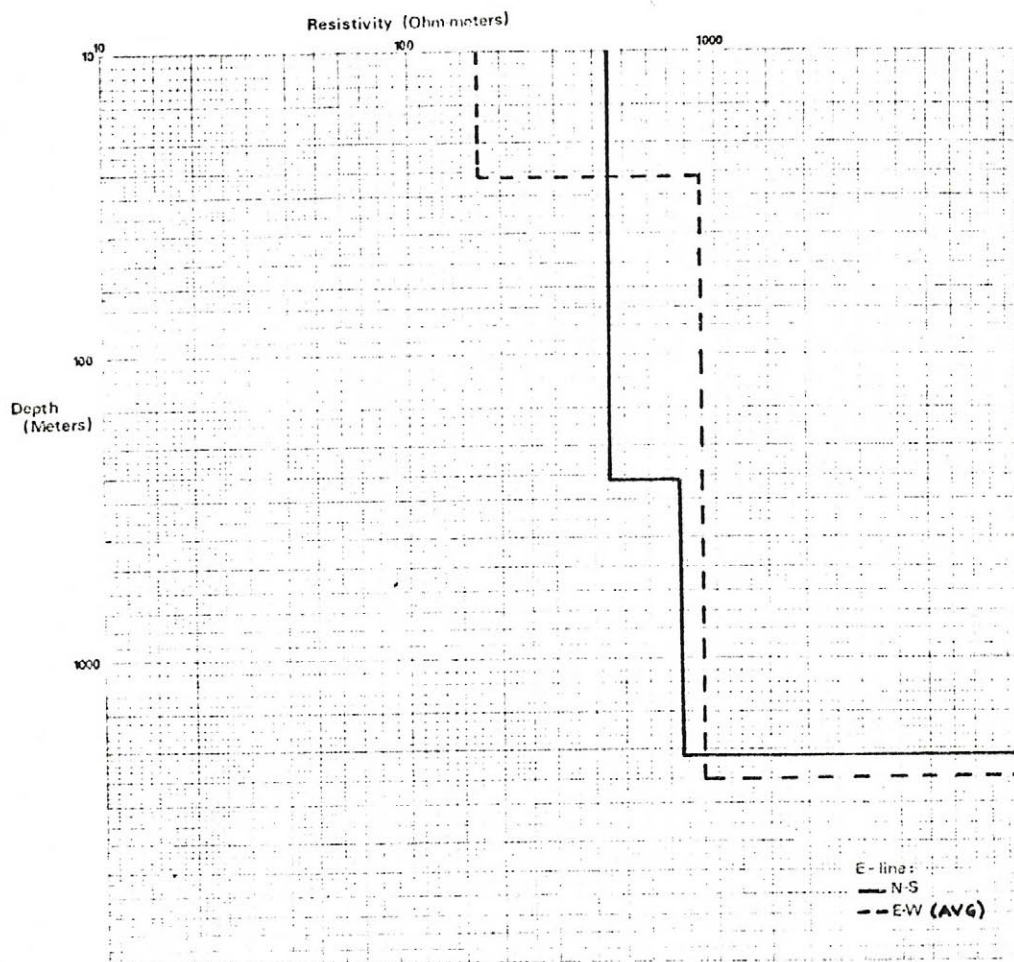 Resistivity (Ohm-meters)
10 100 1000
10
100
Depth
(Meters)
1000
E-line:
N-S
E-W (AVG)